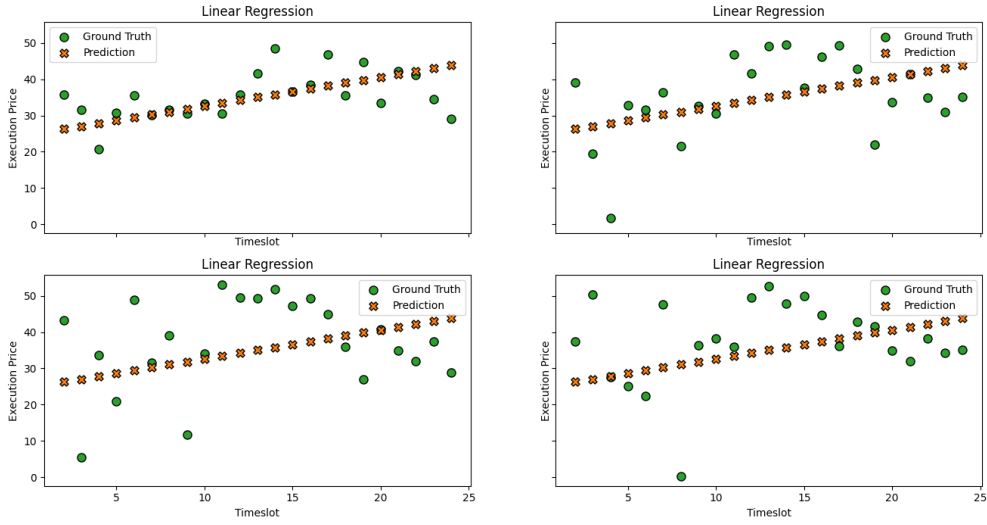 Linear Regression
Ground Truth
Prediction
Execution Price
50
40
30
20
10
0
Timeslot
Linear Regression
Ground Truth
Prediction
Execution Price
Timeslot
Linear Regression
Ground Truth
Prediction
Execution Price
50
40
30
20
10
0
5
10
15
20
25
Timeslot
Linear Regression
Ground Truth
Prediction
Execution Price
5
10
15
20
25
Timeslot